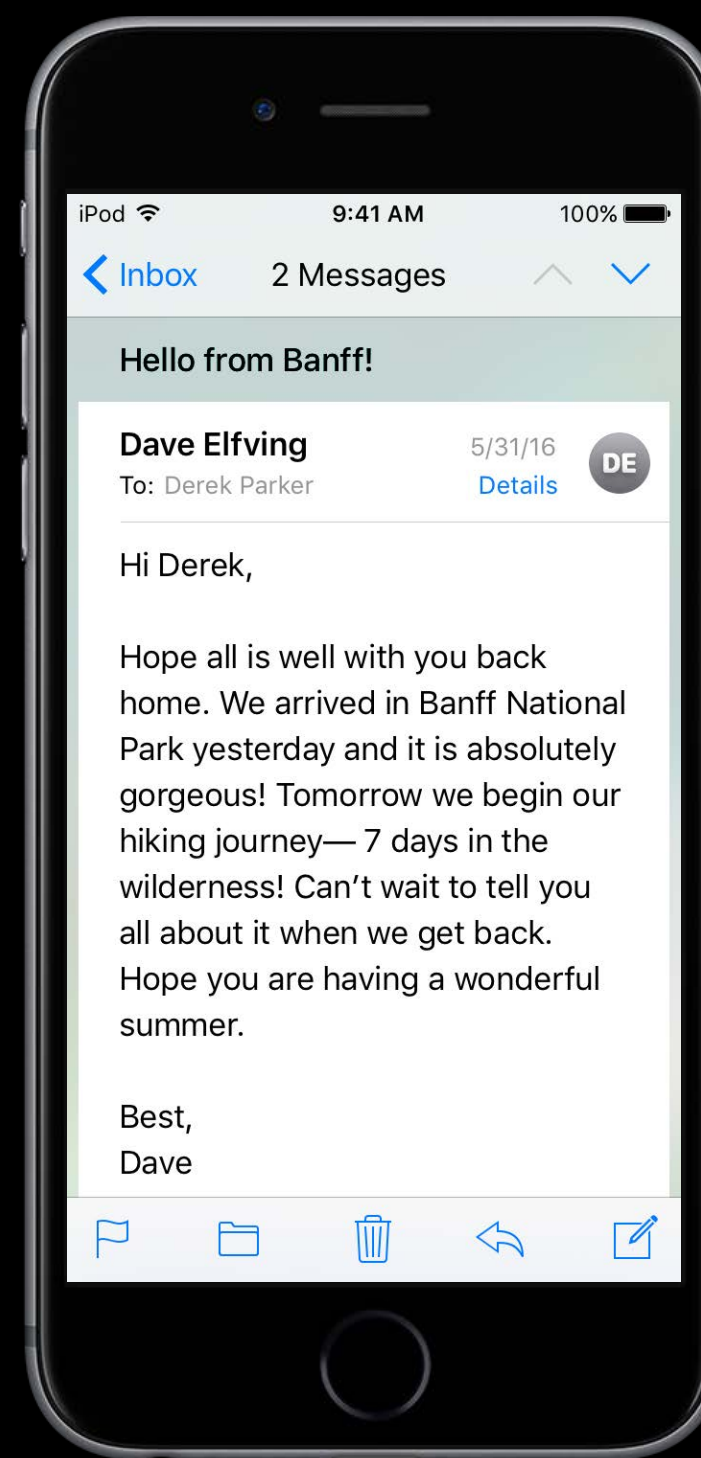 iPod 9:41 AM 100%
Inbox 2 Messages
Hello from Banff!
Dave Elfving 5/31/16 DE
To: Derek Parker Details
Hi Derek,
Hope all is well with you back
home. We arrived in Banff National
Park yesterday and it is absolutely
gorgeous! Tomorrow we begin our
hiking journey— 7 days in the
wilderness! Can’t wait to tell you
all about it when we get back.
Hope you are having a wonderful
summer.
Best,
Dave